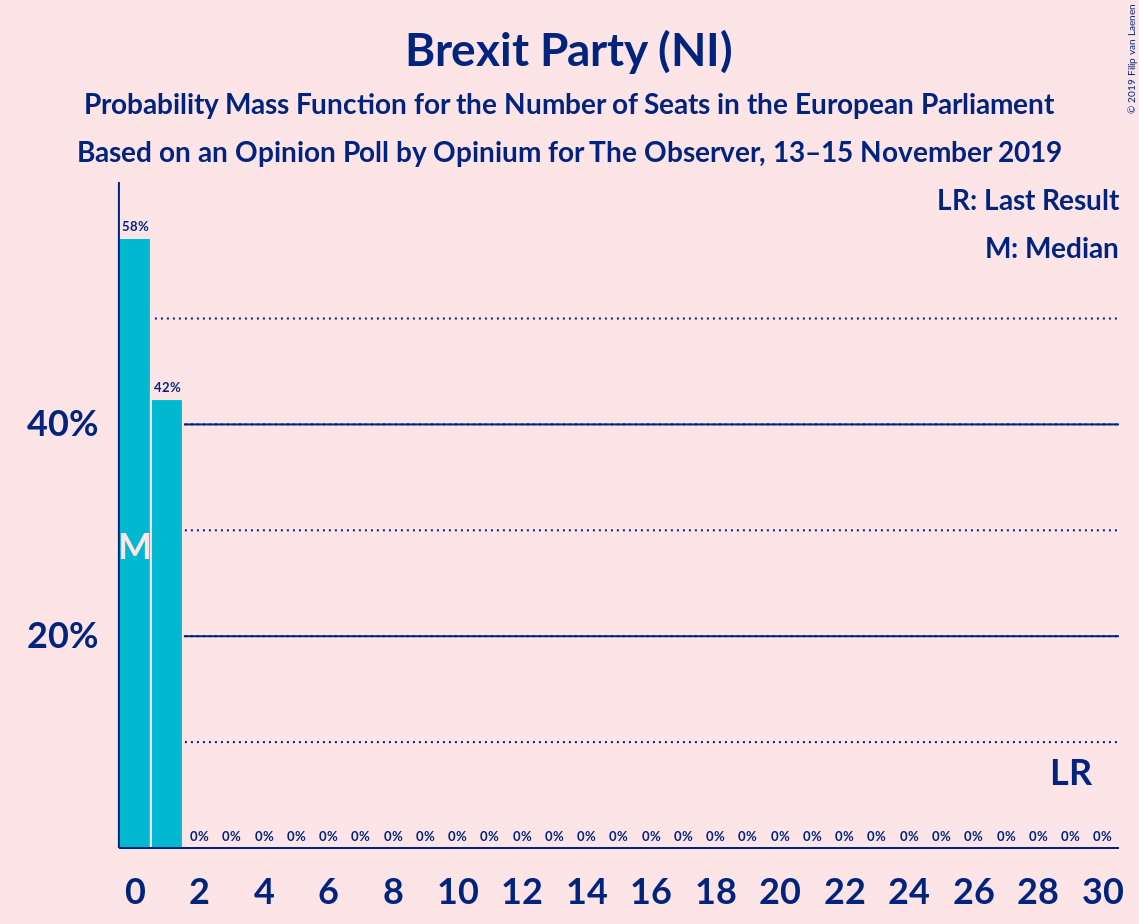 © 2019 Filip van Laenen
Brexit Party (NI)
Probability Mass Function for the Number of Seats in the European Parliament
Based on an Opinion Poll by Opinium for The Observer, 13–15 November 2019
LR: Last Result
M: Median
58%
42%
40%
M
20%
LR
0% 0% 0% 0% 0% 0% 0% 0% 0% 0% 0% 0% 0% 0% 0% 0% 0% 0% 0% 0% 0% 0% 0% 0% 0% 0% 0% 0% 0%
0 2 4 6 8 10 12 14 16 18 20 22 24 26 28 30